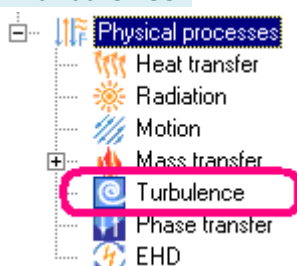 Physical processes
Heat transfer
Radiation
Motion
Mass transfer
Turbulence
Phase transfer
EHD